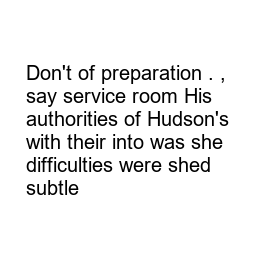 Don't of preparation . ,
say service room His
authorities of Hudson's
with their into was she
difficulties were shed
subtle